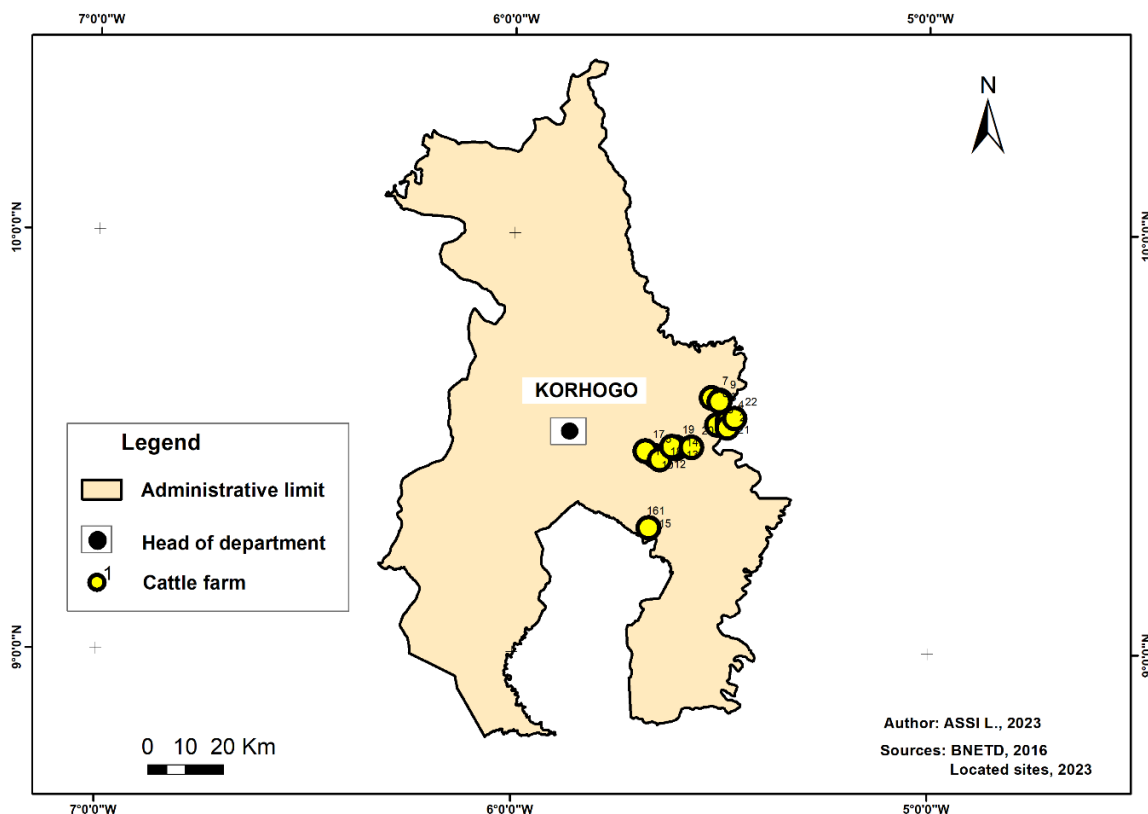 7°0'0"W 6°0'0"W 5°0'0"W
N
10°0'0"N 10°0'0"N
KORHOGO
7 9
4 22
2
20 21
17 19
14
18 12
161
15
Legend
Administrative limit
Head of department
1
Cattle farm
9°0'0"N 9°0'0"N
0 10 20 Km
Author: ASSI L., 2023
Sources: BNETD, 2016
Located sites, 2023
7°0'0"W 6°0'0"W 5°0'0"W